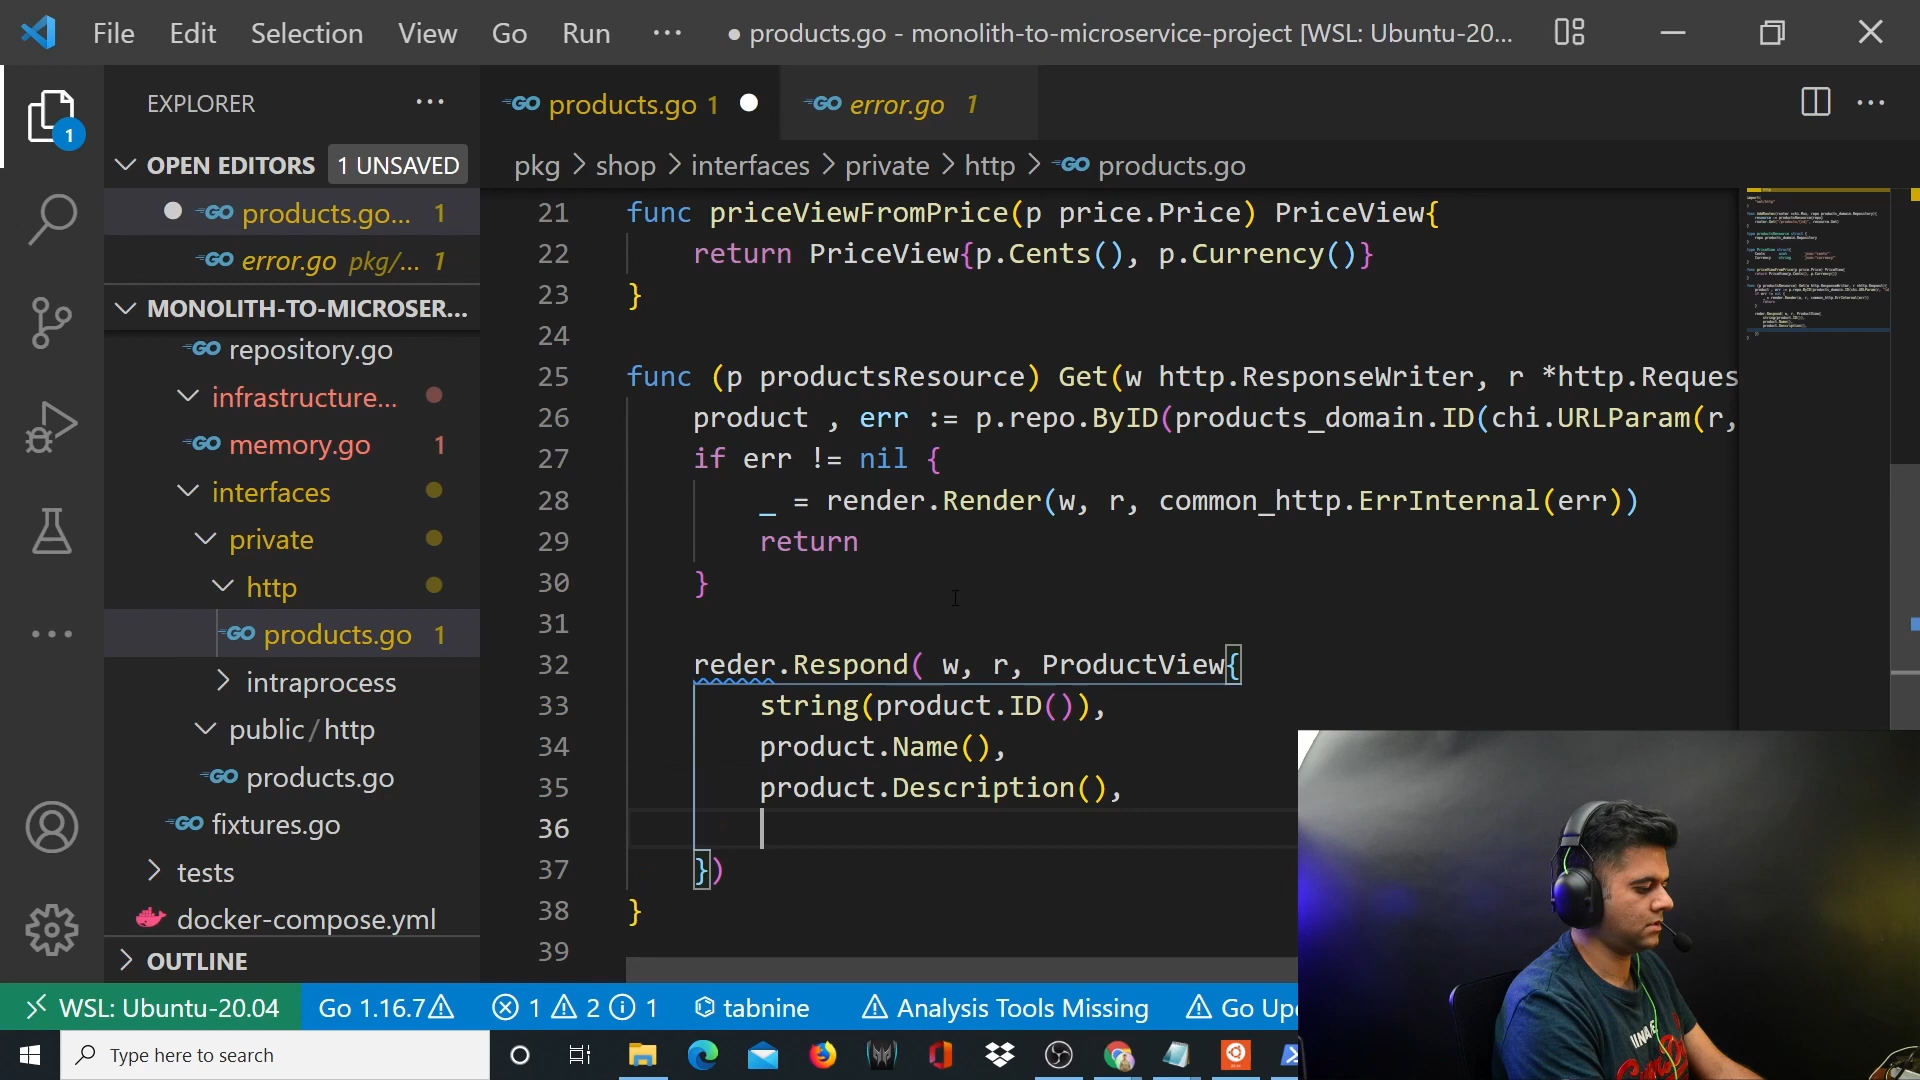 File Edit Selection View Go Run ··· ● products.go - monolith-to-microservice-project [WSL: Ubuntu-20...
EXPLORER ···
1
OPEN EDITORS 1 UNSAVED
GO products.go... 1
GO error.go pkg/... 1
MONOLITH-TO-MICROSER...
GO repository.go
infrastructure...
GO memory.go 1
interfaces
private
http
GO products.go 1
intraprocess
public/http
GO products.go
GO fixtures.go
tests
docker-compose.yml
OUTLINE
GO products.go 1 ● GO error.go 1
pkg > shop > interfaces > private > http > GO products.go
21 func priceViewFromPrice(p price.Price) PriceView{
22 return PriceView{p.Cents(), p.Currency()}
23 }
24
25 func (p productsResource) Get(w http.ResponseWriter, r *http.Reques
26 product , err := p.repo.ByID(products_domain.ID(chi.URLParam(r,
27 if err != nil {
28 _ = render.Render(w, r, common_http.ErrInternal(err))
29 return
30 }
31
32 reder.Respond( w, r, ProductView{
33 string(product.ID()),
34 product.Name(),
35 product.Description(),
36
37 })
38 }
39
WSL: Ubuntu-20.04 Go 1.16.7 1 2 1 tabnine Analysis Tools Missing Go Up
Type here to search